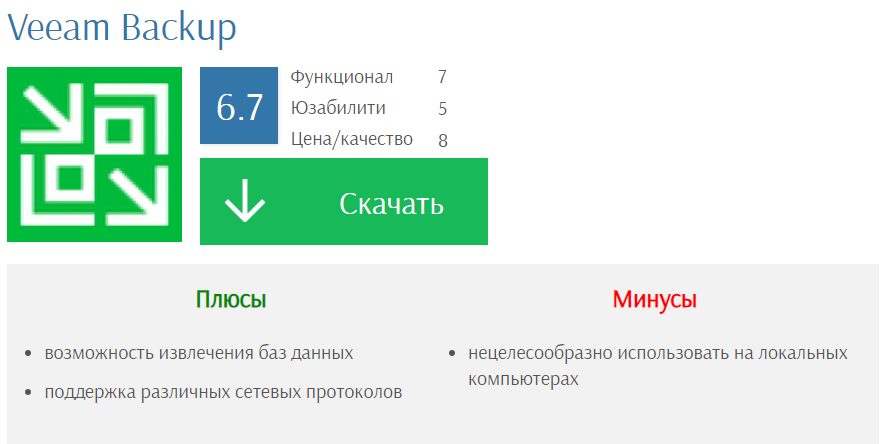 Veeam Backup
6.7
Функционал 7
Юзабилити 5
Цена/качество 8
Скачать
Плюсы
возможность извлечения баз данных
поддержка различных сетевых протоколов
Минусы
нецелесообразно использовать на локальных
компьютерах